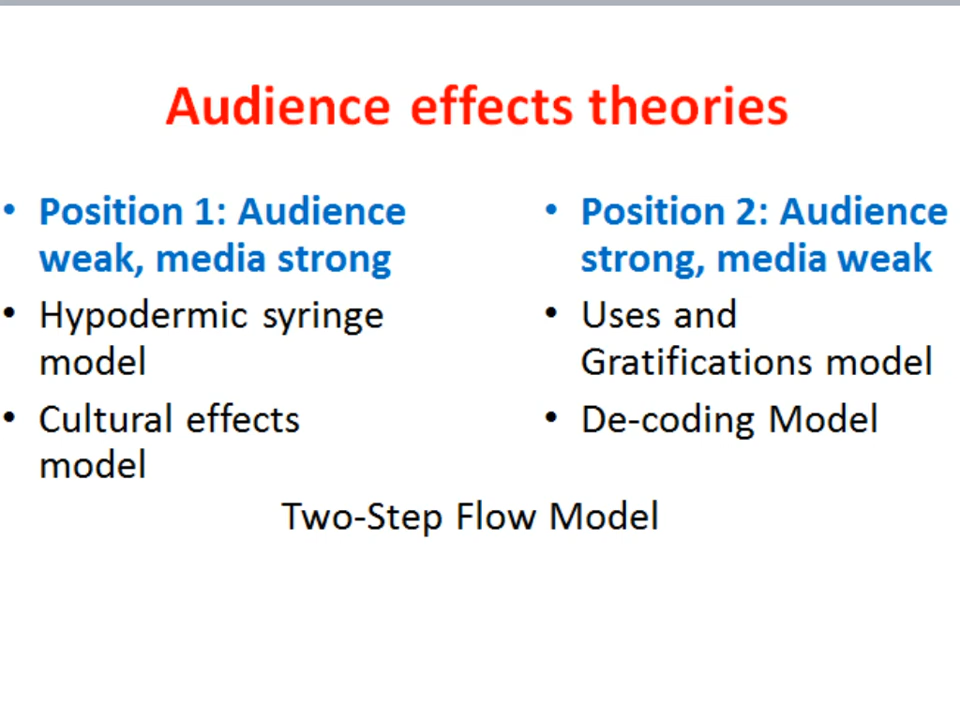 Audience effects theories
• Position 1: Audience
weak, media strong
• Hypodermic syringe
model
• Cultural effects
model
• Position 2: Audience
strong, media weak
• Uses and
Gratifications model
• De-coding Model
Two-Step Flow Model